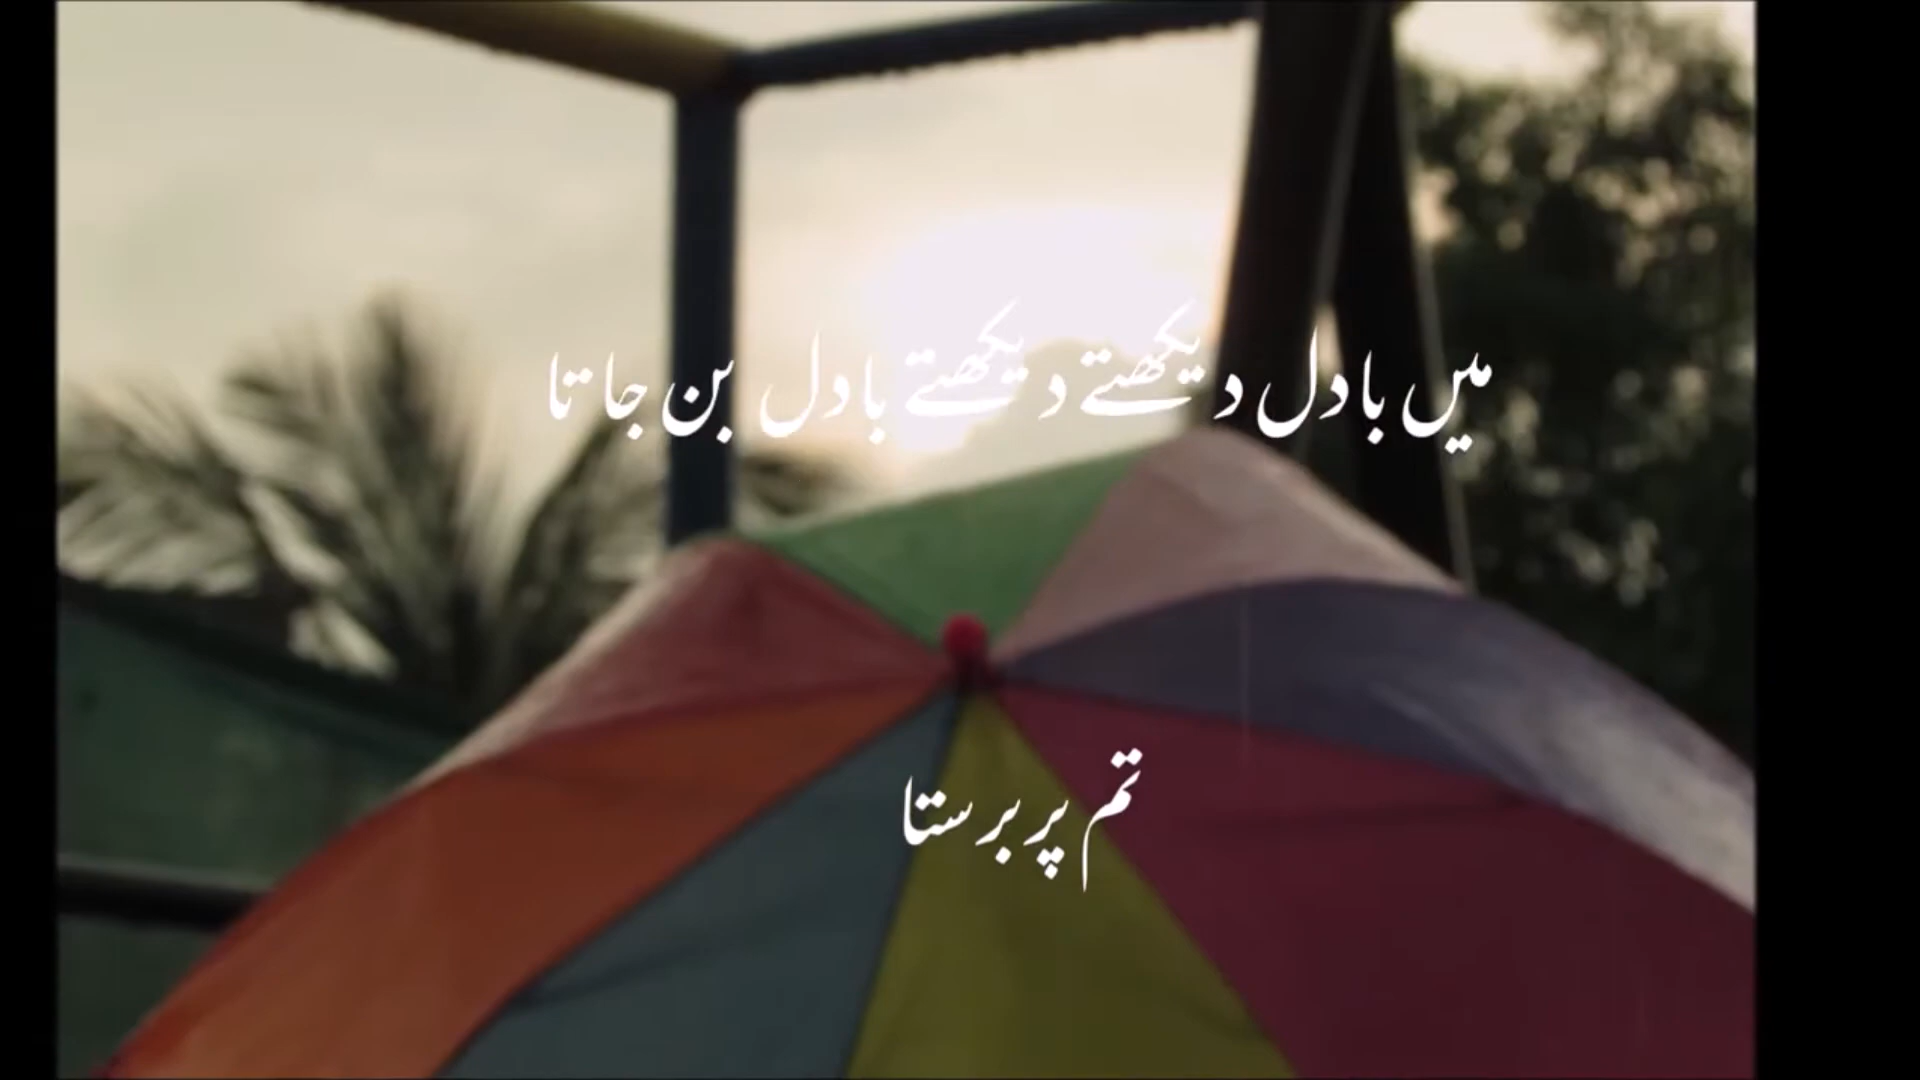 میں بادل دیکھتے دیکھتے بادل بن جاتا
تم پر برستا